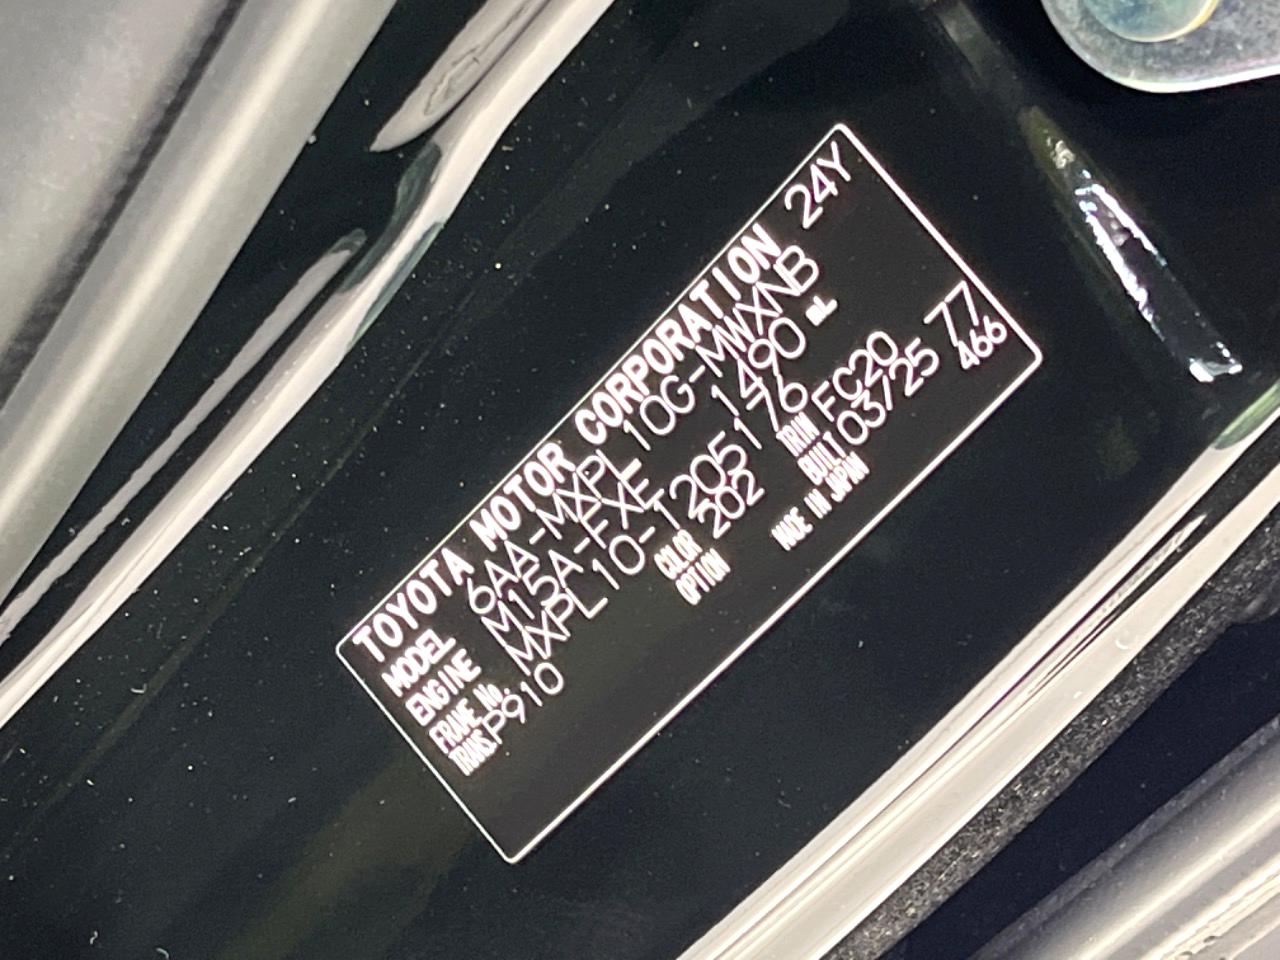 TOYOTA MOTOR CORPORATION 24Y
MODEL 6AA-MXPL10G-MWXNB
ENGINE M15A-FXE 1490 mL
FRAME No. MXPL10-1205176
TRANS. P910 COLOR 202 TRIM FC20 77
OPTION BUILT 03/25 466
MADE IN JAPAN